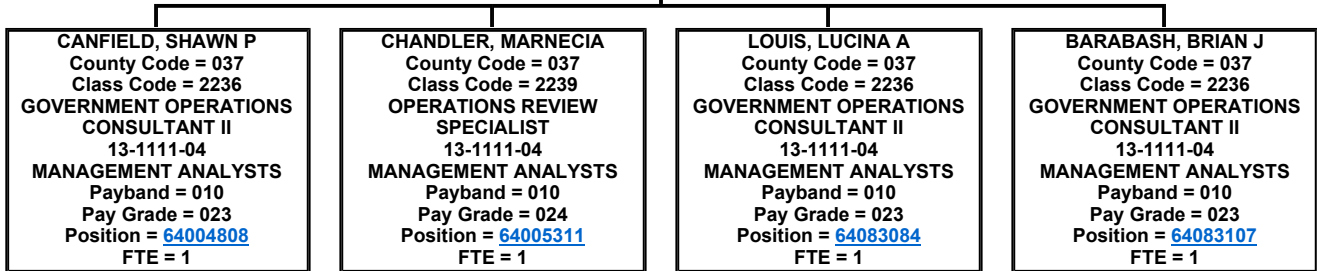 CANFIELD, SHAWN P
County Code = 037
Class Code = 2236
GOVERNMENT OPERATIONS
CONSULTANT II
13-1111-04
MANAGEMENT ANALYSTS
Payband = 010
Pay Grade = 023
Position = 64004808
FTE = 1
CHANDLER, MARNECIA
County Code = 037
Class Code = 2239
OPERATIONS REVIEW
SPECIALIST
13-1111-04
MANAGEMENT ANALYSTS
Payband = 010
Pay Grade = 024
Position = 64005311
FTE = 1
LOUIS, LUCINA A
County Code = 037
Class Code = 2236
GOVERNMENT OPERATIONS
CONSULTANT II
13-1111-04
MANAGEMENT ANALYSTS
Payband = 010
Pay Grade = 023
Position = 64083084
FTE = 1
BARABASH, BRIAN J
County Code = 037
Class Code = 2236
GOVERNMENT OPERATIONS
CONSULTANT II
13-1111-04
MANAGEMENT ANALYSTS
Payband = 010
Pay Grade = 023
Position = 64083107
FTE = 1